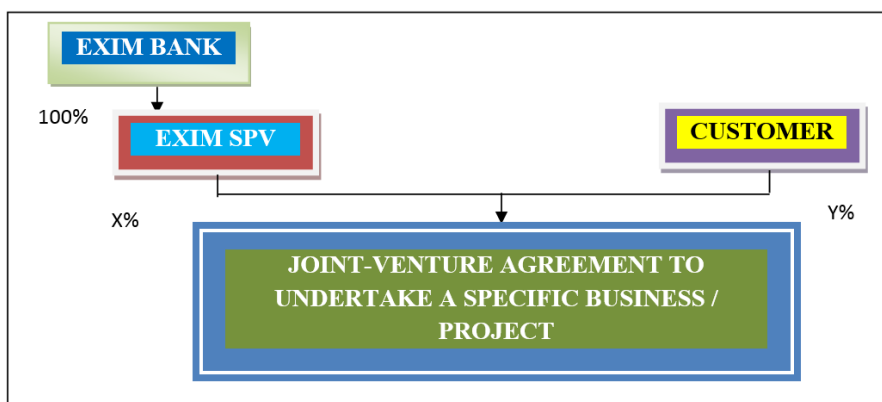 EXIM BANK
100%
EXIM SPV
CUSTOMER
X%
Y%
JOINT-VENTURE AGREEMENT TO
UNDERTAKE A SPECIFIC BUSINESS /
PROJECT